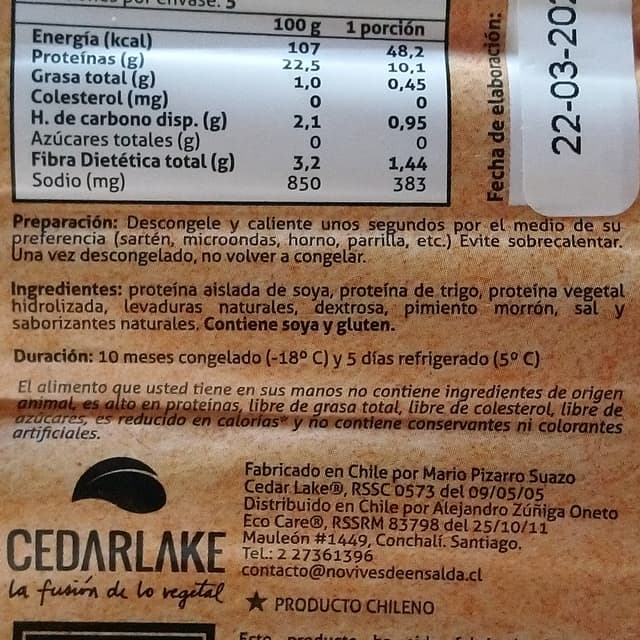 por envase: 5
100 g 1 porción
Energía (kcal) 107 48,2
Proteínas (g) 22,5 10,1
Grasa total (g) 1,0 0,45
Colesterol (mg) 0 0
H. de carbono disp. (g) 2,1 0,95
Azúcares totales (g) 0 0
Fibra Dietética total (g) 3,2 1,44
Sodio (mg) 850 383
Fecha de elaboración:
22-03-202
Preparación: Descongele y caliente unos segundos por el medio de su
preferencia (sartén, microondas, horno, parrilla, etc.) Evite sobrecalentar.
Una vez descongelado, no volver a congelar.
Ingredientes: proteína aislada de soya, proteína de trigo, proteína vegetal
hidrolizada, levaduras naturales, dextrosa, pimiento morrón, sal y
saborizantes naturales. Contiene soya y gluten.
Duración: 10 meses congelado (-18º C) y 5 días refrigerado (5º C)
El alimento que usted tiene en sus manos no contiene ingredientes de origen
animal, es alto en proteínas, libre de grasa total, libre de colesterol, libre de
azúcares, es reducido en calorías* y no contiene conservantes ni colorantes
artificiales.
Fabricado en Chile por Mario Pizarro Suazo
Cedar Lake®, RSSC 0573 del 09/05/05
Distribuido en Chile por Alejandro Zúñiga Oneto
Eco Care®, RSSRM 83798 del 25/10/11
Mauleón #1449, Conchalí. Santiago.
Tel.: 2 27361396
contacto@novivesdeensalda.cl
CEDARLAKE
la fusión de lo vegetal
★ PRODUCTO CHILENO